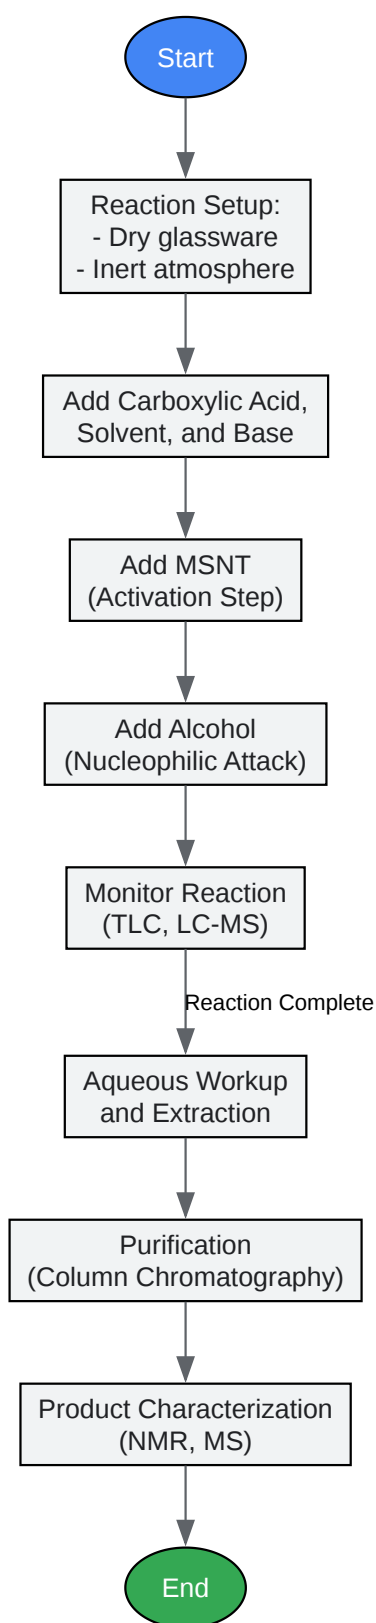 Start
Reaction Setup:
- Dry glassware
- Inert atmosphere
Add Carboxylic Acid,
Solvent, and Base
Add MSNT
(Activation Step)
Add Alcohol
(Nucleophilic Attack)
Monitor Reaction
(TLC, LC-MS)
Reaction Complete
Aqueous Workup
and Extraction
Purification
(Column Chromatography)
Product Characterization
(NMR, MS)
End